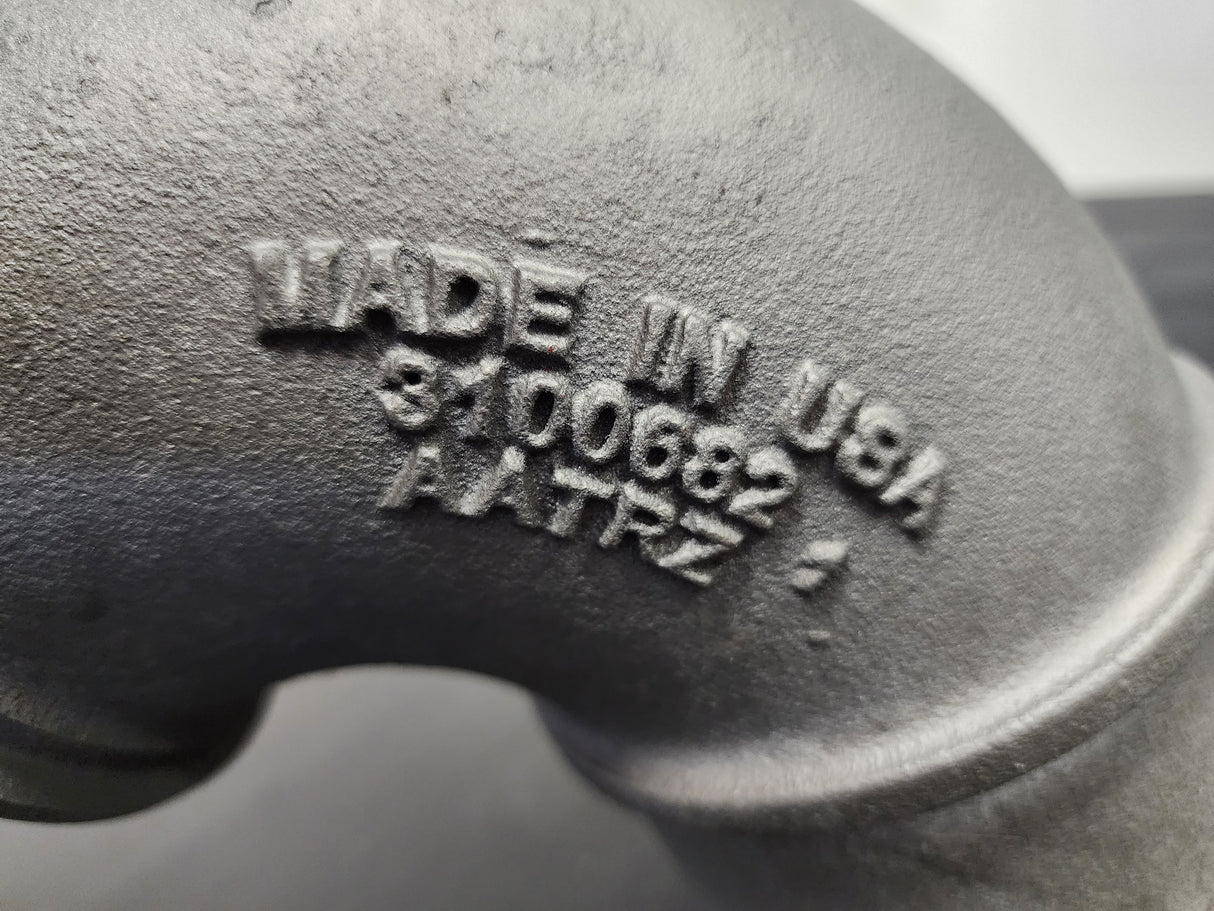 MADE IN USA
3100682
AATRZ